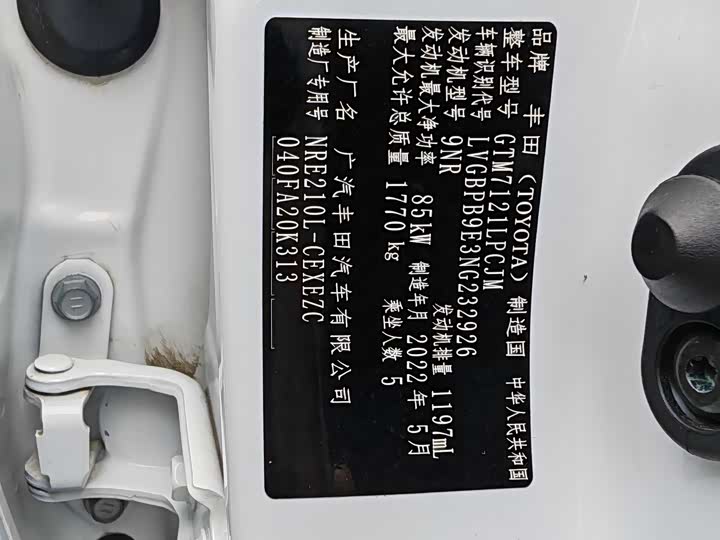 品牌 丰田（TOYOTA） 制造国 中华人民共和国
整车型号 GTM7121LPCJM
车辆识别代号 LVGBPB9E3NG232926
发动机型号 9NR 发动机排量 1197mL
发动机最大净功率 85kW 制造年月 2022年5月
最大允许总质量 1770 kg 乘坐人数 5
生产厂名 广汽丰田汽车有限公司
制造厂专用号 NRE210L-CEXEZC
040FA20K313